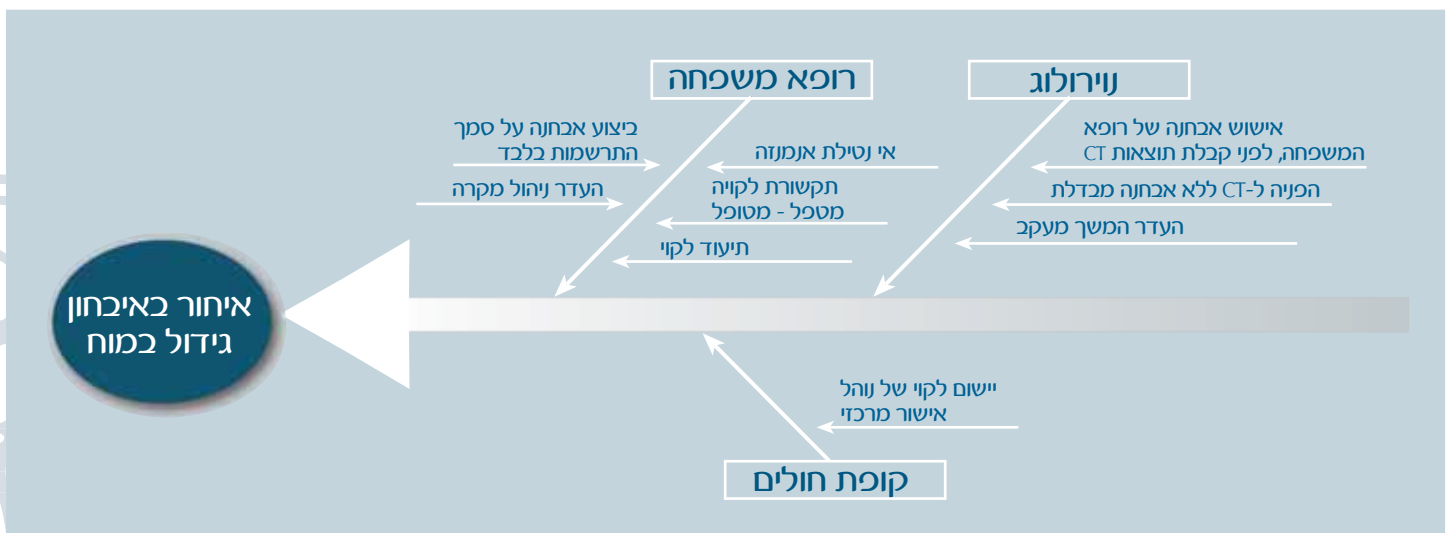 נוירולוג
אישוש אבחנה של רופא
המשפחה, לפני קבלת תוצאות CT
הפניה ל-CT ללא אבחנה מבדלת
העדר המשך מעקב
רופא משפחה
אי נטילת אנמנזה
תקשורת לקויה
מטפל - מטופל
תיעוד לקוי
ביצוע אבחנה על סמך
התרשמות בלבד
העדר ניהול מקרה
קופת חולים
יישום לקוי של נוהל
אישור מרכזי
איחור באיבחון
גידול במוח